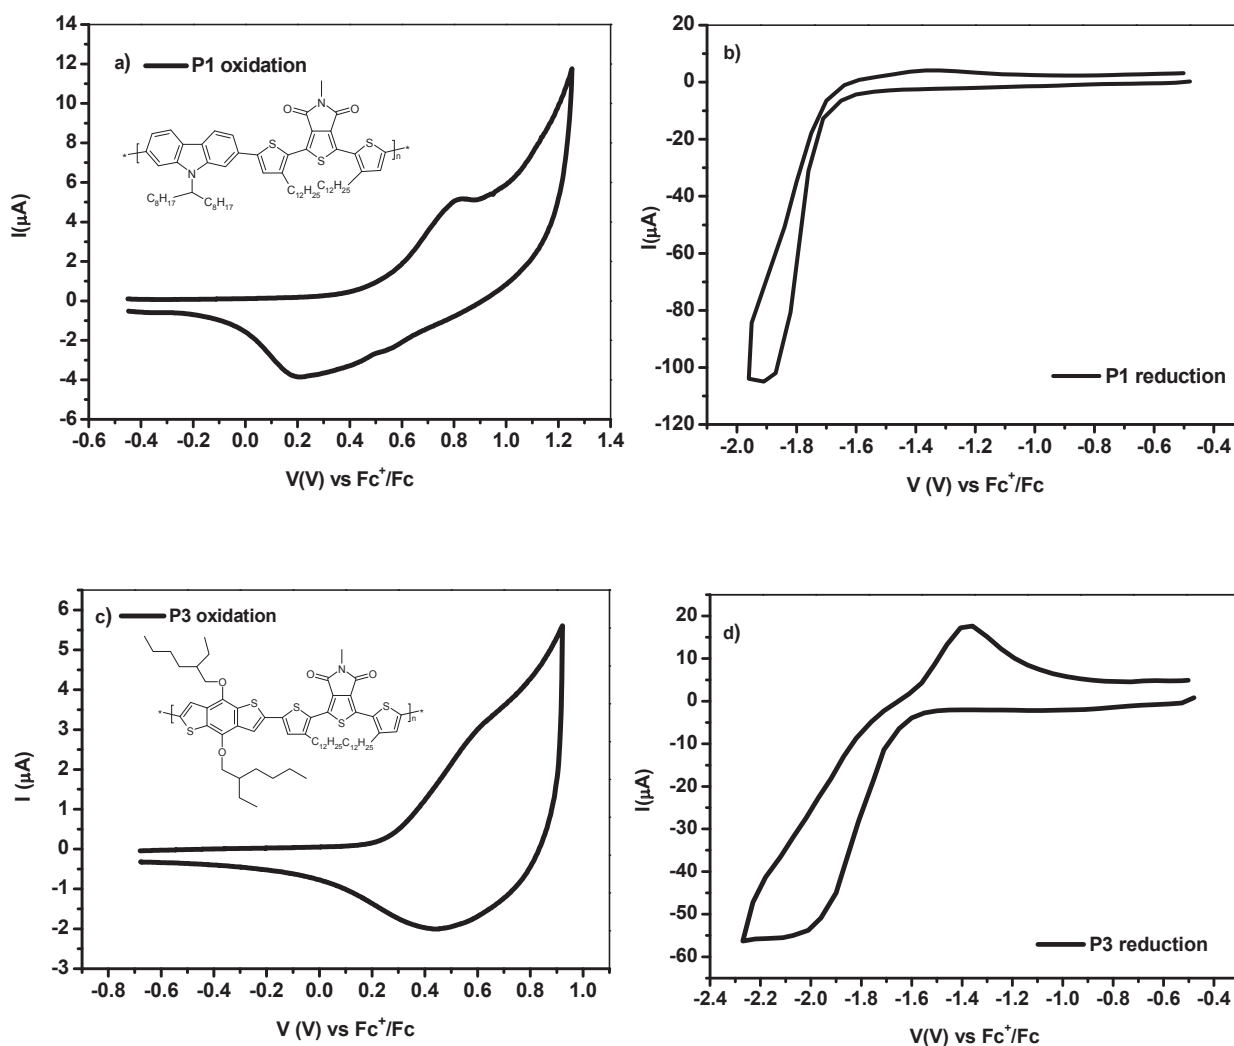 a) P1 oxidation
14
12
10
8
6
4
2
0
-2
-4
-6
I(μA)
O N O
S S S
N
* [ ]n *
C12H25 C12H25
C8H17 C8H17
-0.6 -0.4 -0.2 0.0 0.2 0.4 0.6 0.8 1.0 1.2 1.4
V(V) vs Fc+/Fc
b)
20
0
-20
-40
-60
-80
-100
-120
I(μA)
P1 reduction
-2.0 -1.8 -1.6 -1.4 -1.2 -1.0 -0.8 -0.6 -0.4
V (V) vs Fc+/Fc
c) P3 oxidation
6
5
4
3
2
1
0
-1
-2
-3
I (μA)
O N O
O
S S S S
S
* [ ]n *
C12H25C12H25
O
-0.8 -0.6 -0.4 -0.2 0.0 0.2 0.4 0.6 0.8 1.0
V (V) vs Fc+/Fc
d)
20
10
0
-10
-20
-30
-40
-50
-60
I(μA)
P3 reduction
-2.4 -2.2 -2.0 -1.8 -1.6 -1.4 -1.2 -1.0 -0.8 -0.6 -0.4
V(V) vs Fc+/Fc